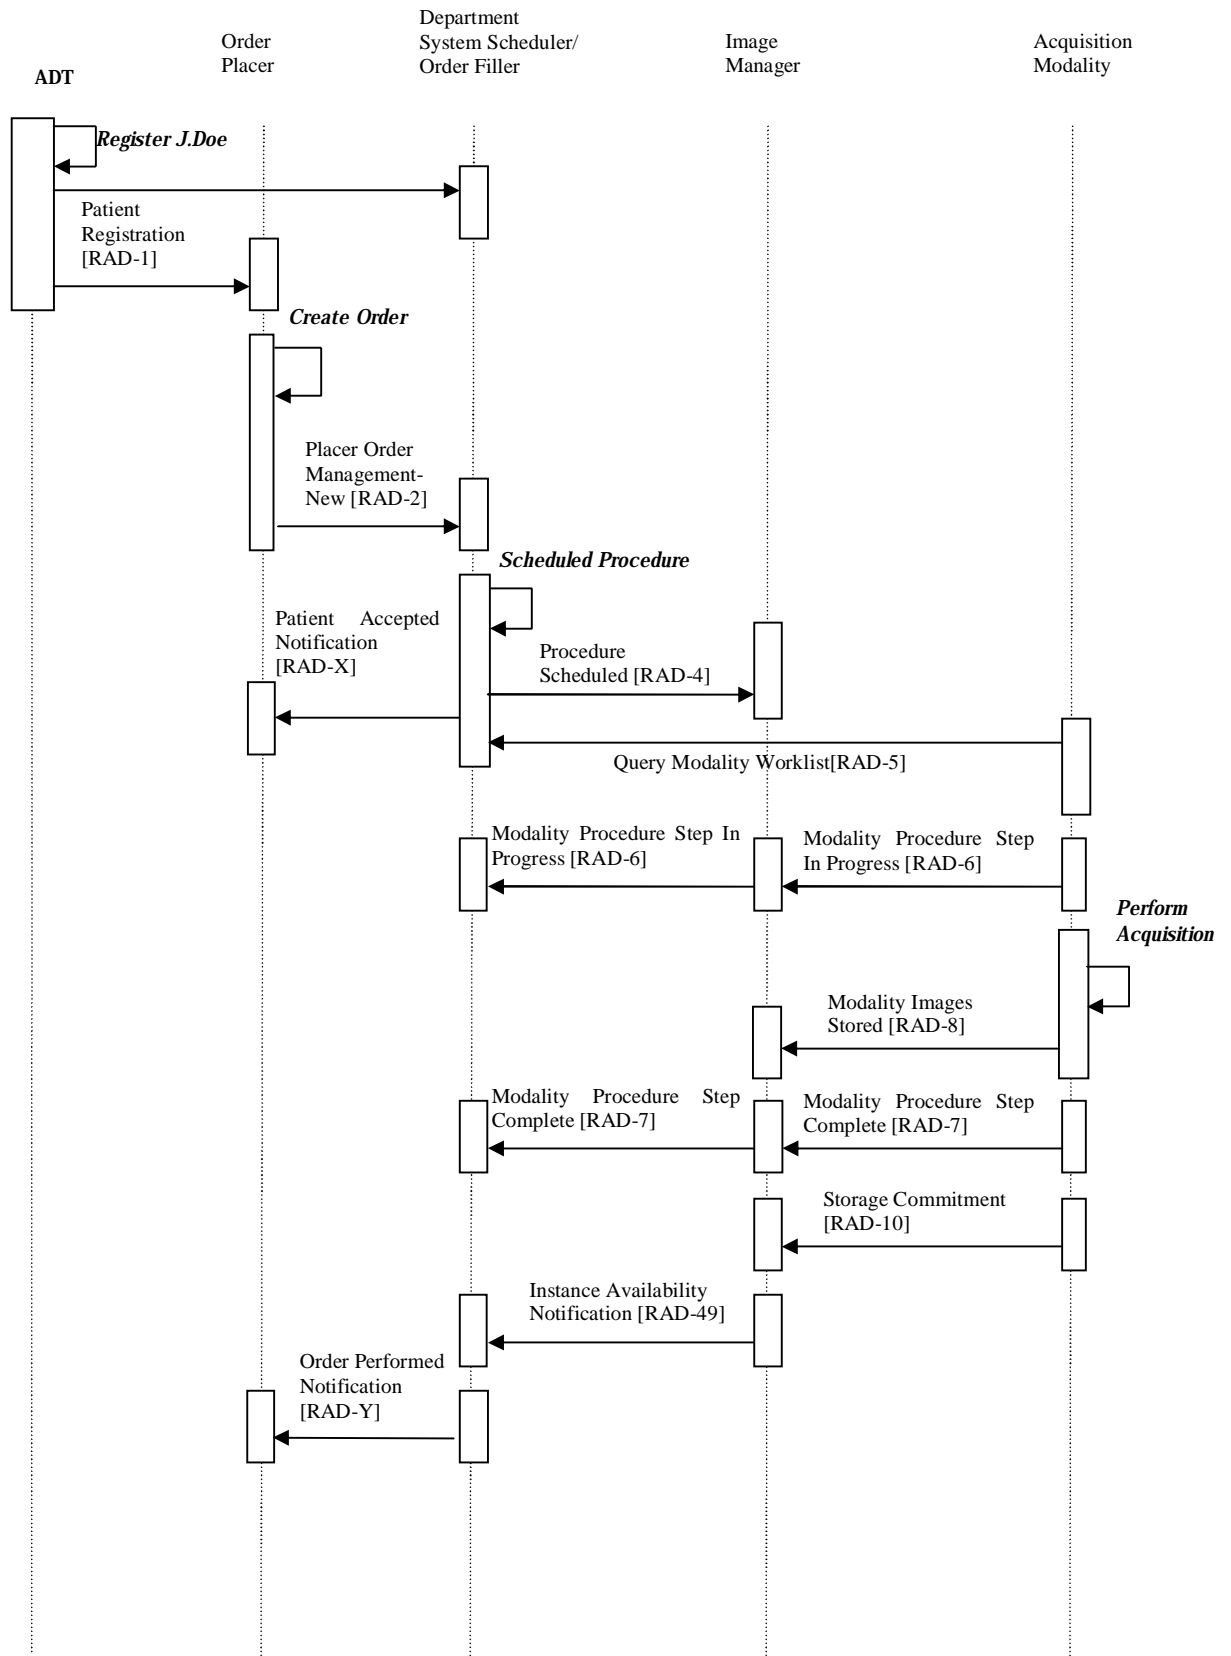 Department
System Scheduler/
Order Filler
Order
Placer
Image
Manager
Acquisition
Modality
ADT
Register J.Doe
Patient
Registration
[RAD-1]
Create Order
Placer Order
Management-
New [RAD-2]
Scheduled Procedure
Patient Accepted
Notification
[RAD-X]
Procedure
Scheduled [RAD-4]
Query Modality Worklist[RAD-5]
Modality Procedure Step In
Progress [RAD-6]
Modality Procedure Step
In Progress [RAD-6]
Perform
Acquisition
Modality Images
Stored [RAD-8]
Modality Procedure Step
Complete [RAD-7]
Modality Procedure Step
Complete [RAD-7]
Storage Commitment
[RAD-10]
Instance Availability
Notification [RAD-49]
Order Performed
Notification
[RAD-Y]